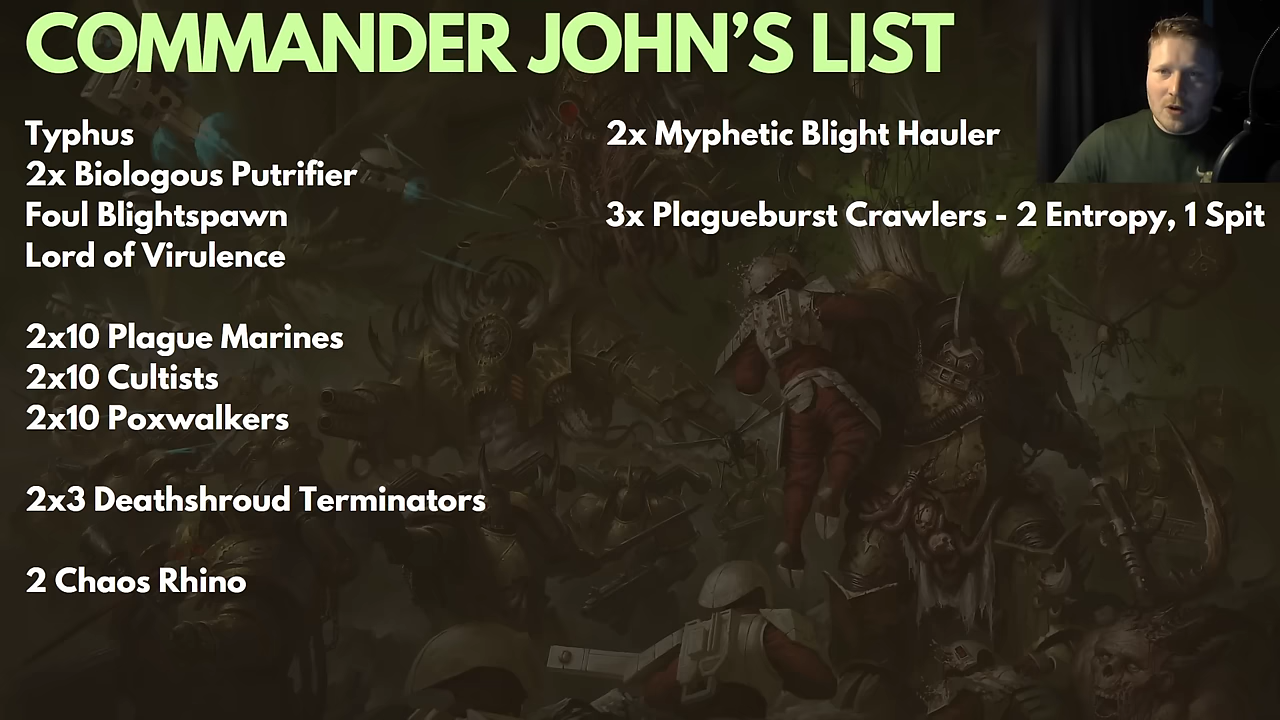 COMMANDER JOHN'S LIST
Typhus
2x Biologous Putrifier
Foul Blightspawn
Lord of Virulence
2x10 Plague Marines
2x10 Cultists
2x10 Poxwalkers
2x3 Deathshroud Terminators
2 Chaos Rhino
2x Myphetic Blight Hauler
3x Plagueburst Crawlers - 2 Entropy, 1 Spit